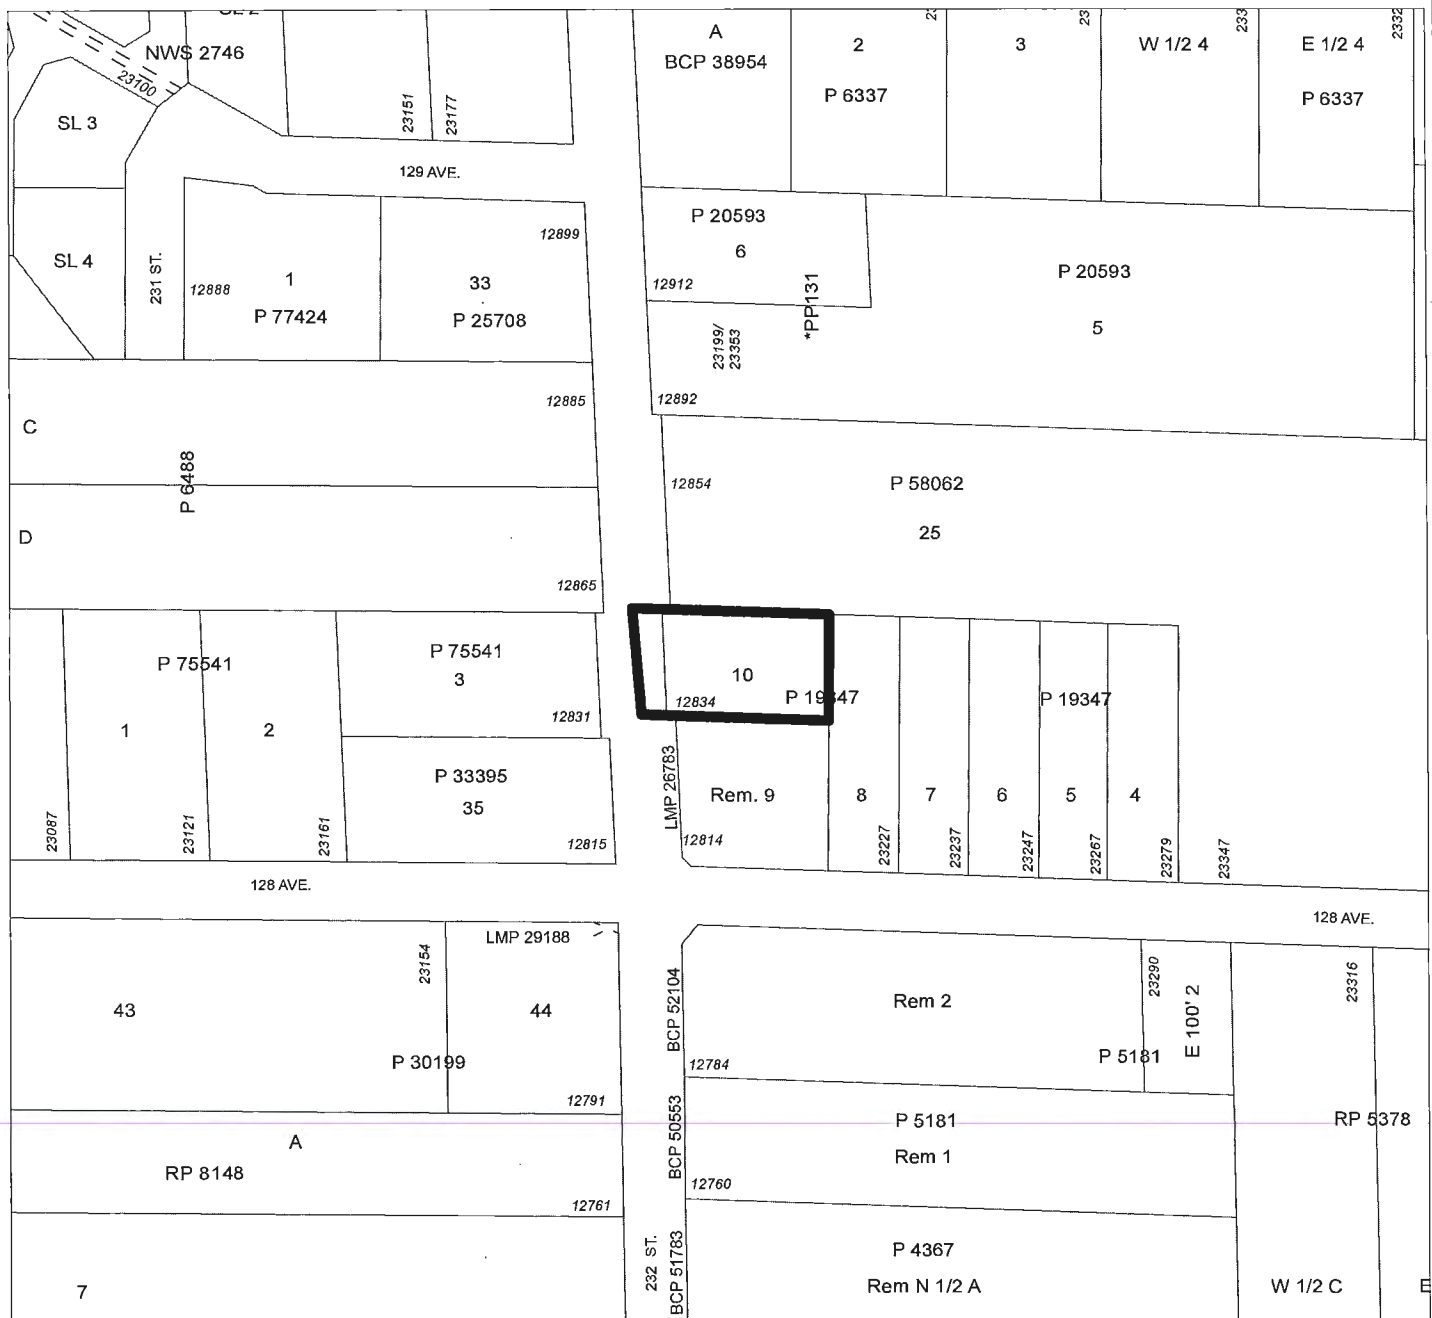 NWS 2746
23100
SL 3
23151
23177
A
BCP 38954
2
P 6337
3
W 1/2 4
E 1/2 4
P 6337
129 AVE.
SL 4
231 ST.
12888
1
P 77424
12899
33
P 25708
P 20593
6
12912
*PP131
23199/
23353
P 20593
5
12892
12885
C
P 6488
D
12865
12854
P 58062
25
P 75541
1
2
P 75541
3
12831
10
12834
P 19347
P 19347
P 33395
35
12815
23087
23121
23161
LMP 26783
Rem. 9
12814
8
7
6
5
4
23227
23237
23247
23267
23279
23347
128 AVE.
128 AVE.
LMP 29188
23154
43
44
P 30199
12791
BCP 52104
Rem 2
12784
23290
E 100' 2
P 5181
23316
A
RP 8148
12761
BCP 50553
P 5181
Rem 1
12760
RP 5378
7
232 ST.
BCP 51783
P 4367
Rem N 1/2 A
W 1/2 C
E